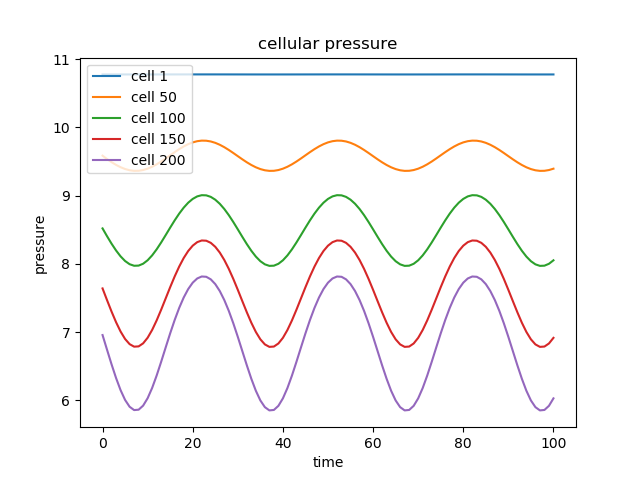 cellular pressure
11
10
9
8
7
6
pressure
cell 1
cell 50
cell 100
cell 150
cell 200
0 20 40 60 80 100
time